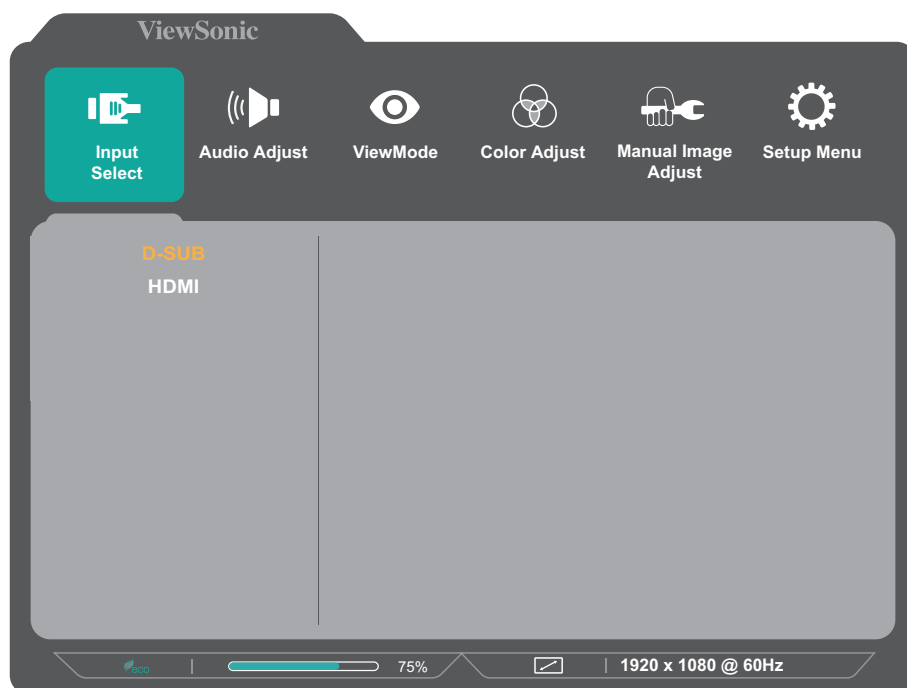 ViewSonic
Input
Select
Audio Adjust
ViewMode
Color Adjust
Manual Image
Adjust
Setup Menu
D-SUB
HDMI
eco
75%
1920 x 1080 @ 60Hz